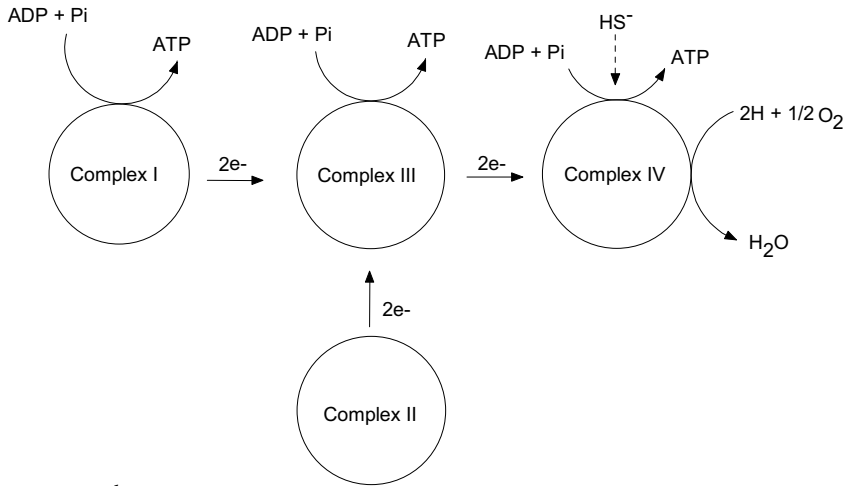 ADP + Pi
ATP
ADP + Pi
ATP
ADP + Pi
HS⁻
ATP
2H + 1/2 O₂
Complex I
2e-
Complex III
2e-
Complex IV
H₂O
2e-
Complex II